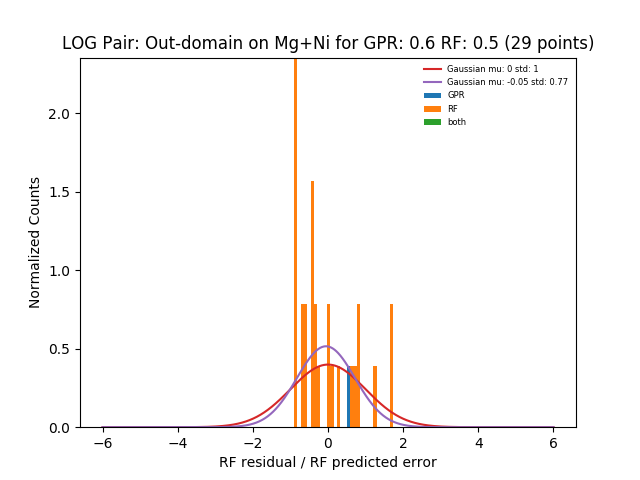 LOG Pair: Out-domain on Mg+Ni for GPR: 0.6 RF: 0.5 (29 points)
Gaussian mu: 0 std: 1
Gaussian mu: -0.05 std: 0.77
GPR
RF
both
Normalized Counts
2.0
1.5
1.0
0.5
0.0
−6 −4 −2 0 2 4 6
RF residual / RF predicted error